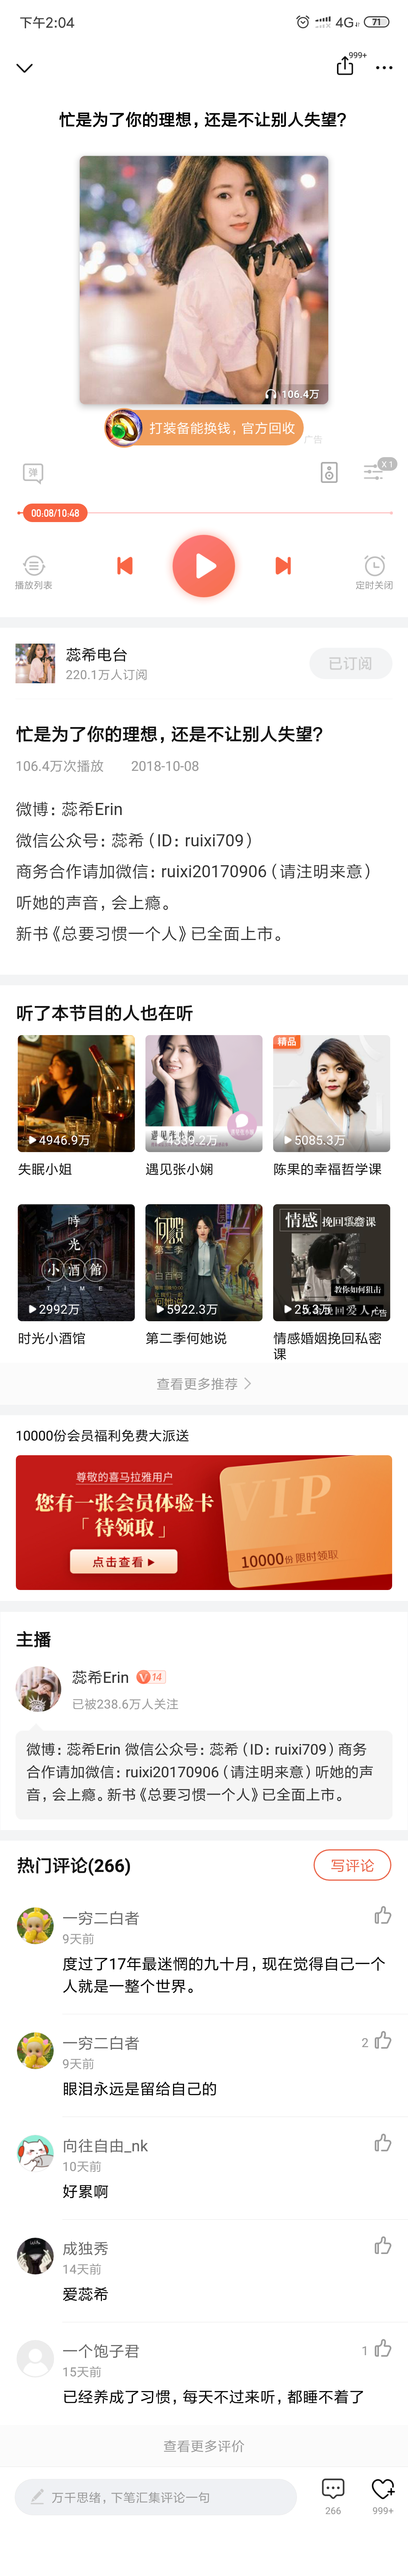 下午2:04
4G
71
999+
忙是为了你的理想，还是不让别人失望？
106.4万
打装备能换钱，官方回收
广告
弹
X1
00:08/10:48
播放列表
定时关闭
蕊希电台
220.1万人订阅
已订阅
忙是为了你的理想，还是不让别人失望？
106.4万次播放 2018-10-08
微博：蕊希Erin
微信公众号：蕊希（ID：ruixi709）
商务合作请加微信：ruixi20170906（请注明来意）
听她的声音，会上瘾。
新书《总要习惯一个人》已全面上市。
听了本节目的人也在听
4946.9万
遇见张小娴
4339.2万
精品
5085.3万
失眠小姐
遇见张小娴
陈果的幸福哲学课
時光
小酒館
TIME
2992万
何她说
第二季
白百何
5922.3万
情感挽回私密课
教你如何狙击
挽回爱人心
25.3万
广告
时光小酒馆
第二季何她说
情感婚姻挽回私密
课
查看更多推荐
10000份会员福利免费大派送
尊敬的喜马拉雅用户
您有一张会员体验卡
「待领取」
点击查看
VIP
10000份 限时领取
主播
蕊希Erin
V14
已被238.6万人关注
微博：蕊希Erin 微信公众号：蕊希（ID：ruixi709）商务
合作请加微信：ruixi20170906（请注明来意）听她的声
音，会上瘾。新书《总要习惯一个人》已全面上市。
热门评论(266)
写评论
一穷二白者
9天前
度过了17年最迷惘的九十月，现在觉得自己一个
人就是一整个世界。
一穷二白者
2
9天前
眼泪永远是留给自己的
向往自由_nk
10天前
好累啊
成独秀
14天前
爱蕊希
一个饱子君
1
15天前
已经养成了习惯，每天不过来听，都睡不着了
查看更多评价
万千思绪，下笔汇集评论一句
266
999+